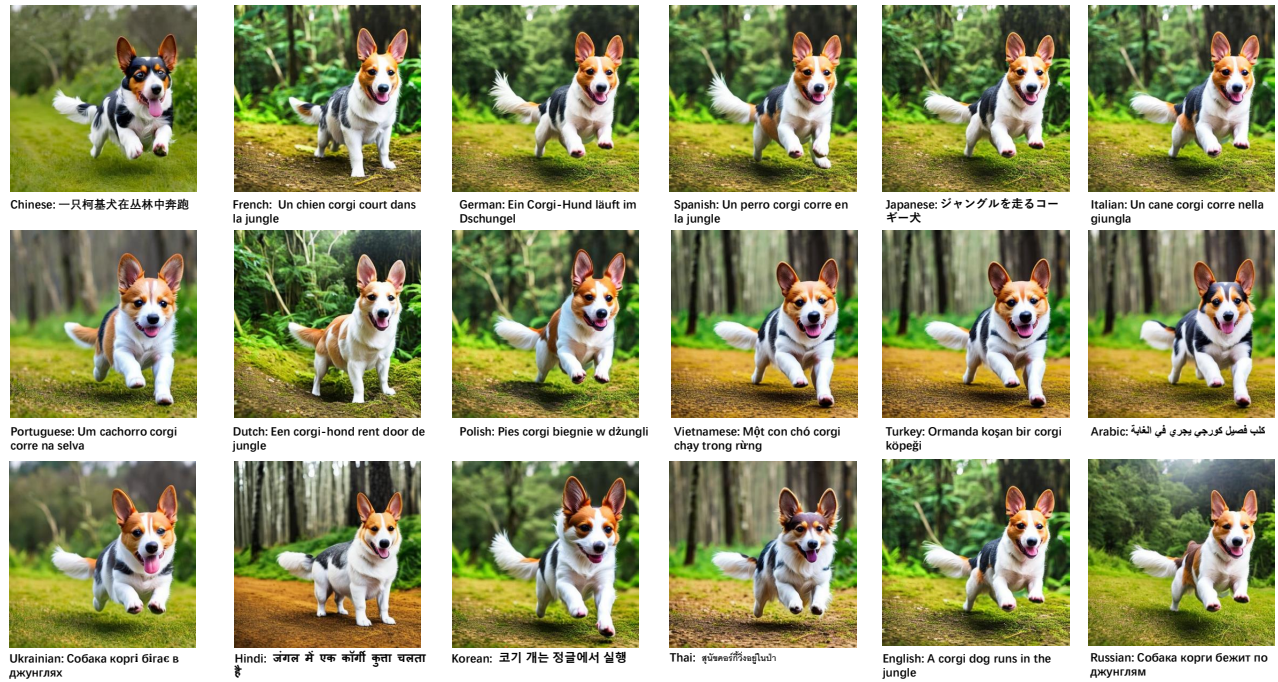 Chinese: 一只柯基犬在丛林中奔跑
French: Un chien corgi court dans
la jungle
German: Ein Corgi-Hund läuft im
Dschungel
Spanish: Un perro corgi corre en
la jungle
Japanese: ジャングルを走るコー
ギー犬
Italian: Un cane corgi corre nella
giungla
Portuguese: Um cachorro corgi
corre na selva
Dutch: Een corgi-hond rent door de
jungle
Polish: Pies corgi biegnie w dżungli
Vietnamese: Một con chó corgi
chạy trong rừng
Turkey: Ormanda koşan bir corgi
köpeği
Arabic: كلب فصيل كورجي يجري في الغابة
Ukrainian: Собака коргі бігає в
джунглях
Hindi: जंगल में एक कॉर्गी कुत्ता चलता
है
Korean: 코기 개는 정글에서 실행
Thai: สุนัขคอร์กี้วิ่งอยู่ในป่า
English: A corgi dog runs in the
jungle
Russian: Собака корги бежит по
джунглям